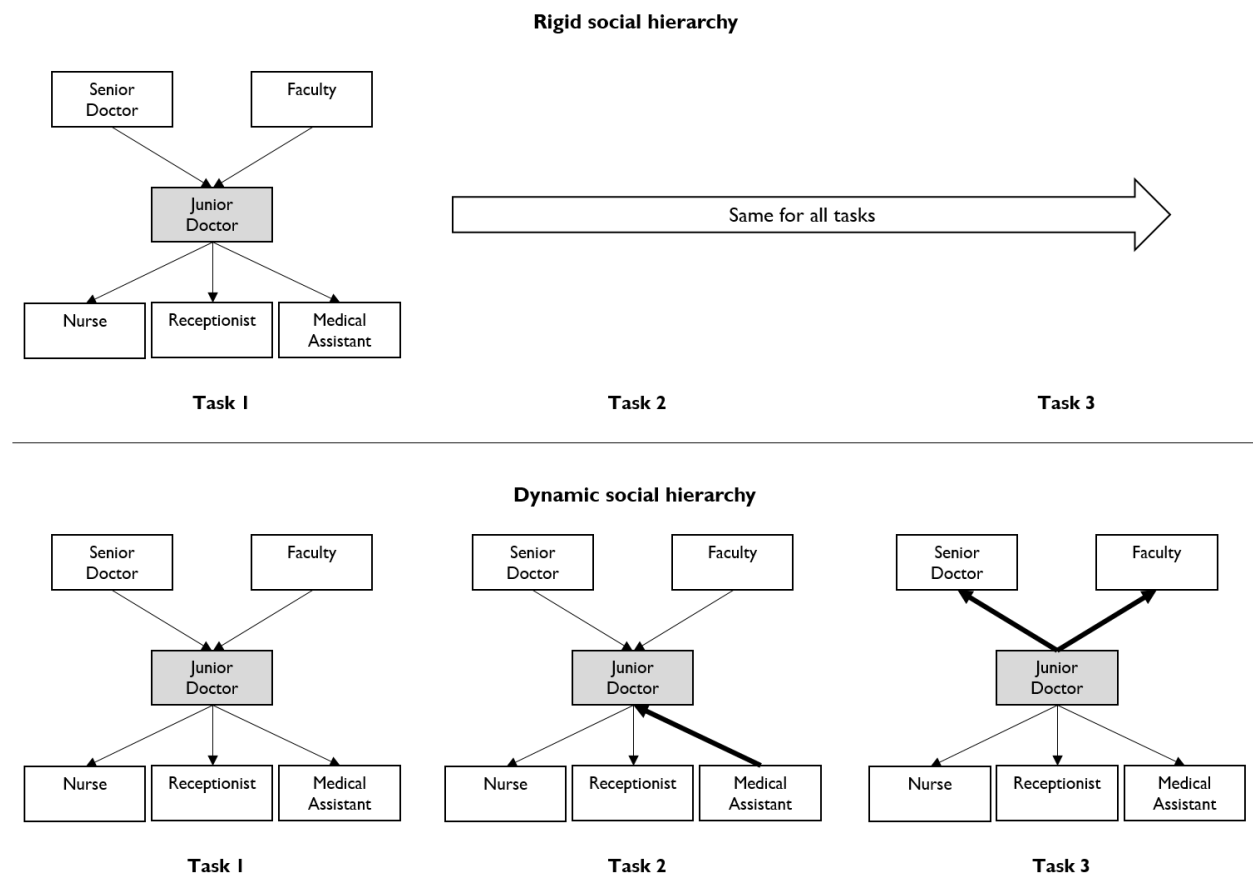 Rigid social hierarchy
Senior
Doctor
Faculty
Junior
Doctor
Same for all tasks
Nurse
Receptionist
Medical
Assistant
Task 1
Task 2
Task 3
Dynamic social hierarchy
Senior
Doctor
Faculty
Junior
Doctor
Nurse
Receptionist
Medical
Assistant
Task 1
Senior
Doctor
Faculty
Junior
Doctor
Nurse
Receptionist
Medical
Assistant
Task 2
Senior
Doctor
Faculty
Junior
Doctor
Nurse
Receptionist
Medical
Assistant
Task 3